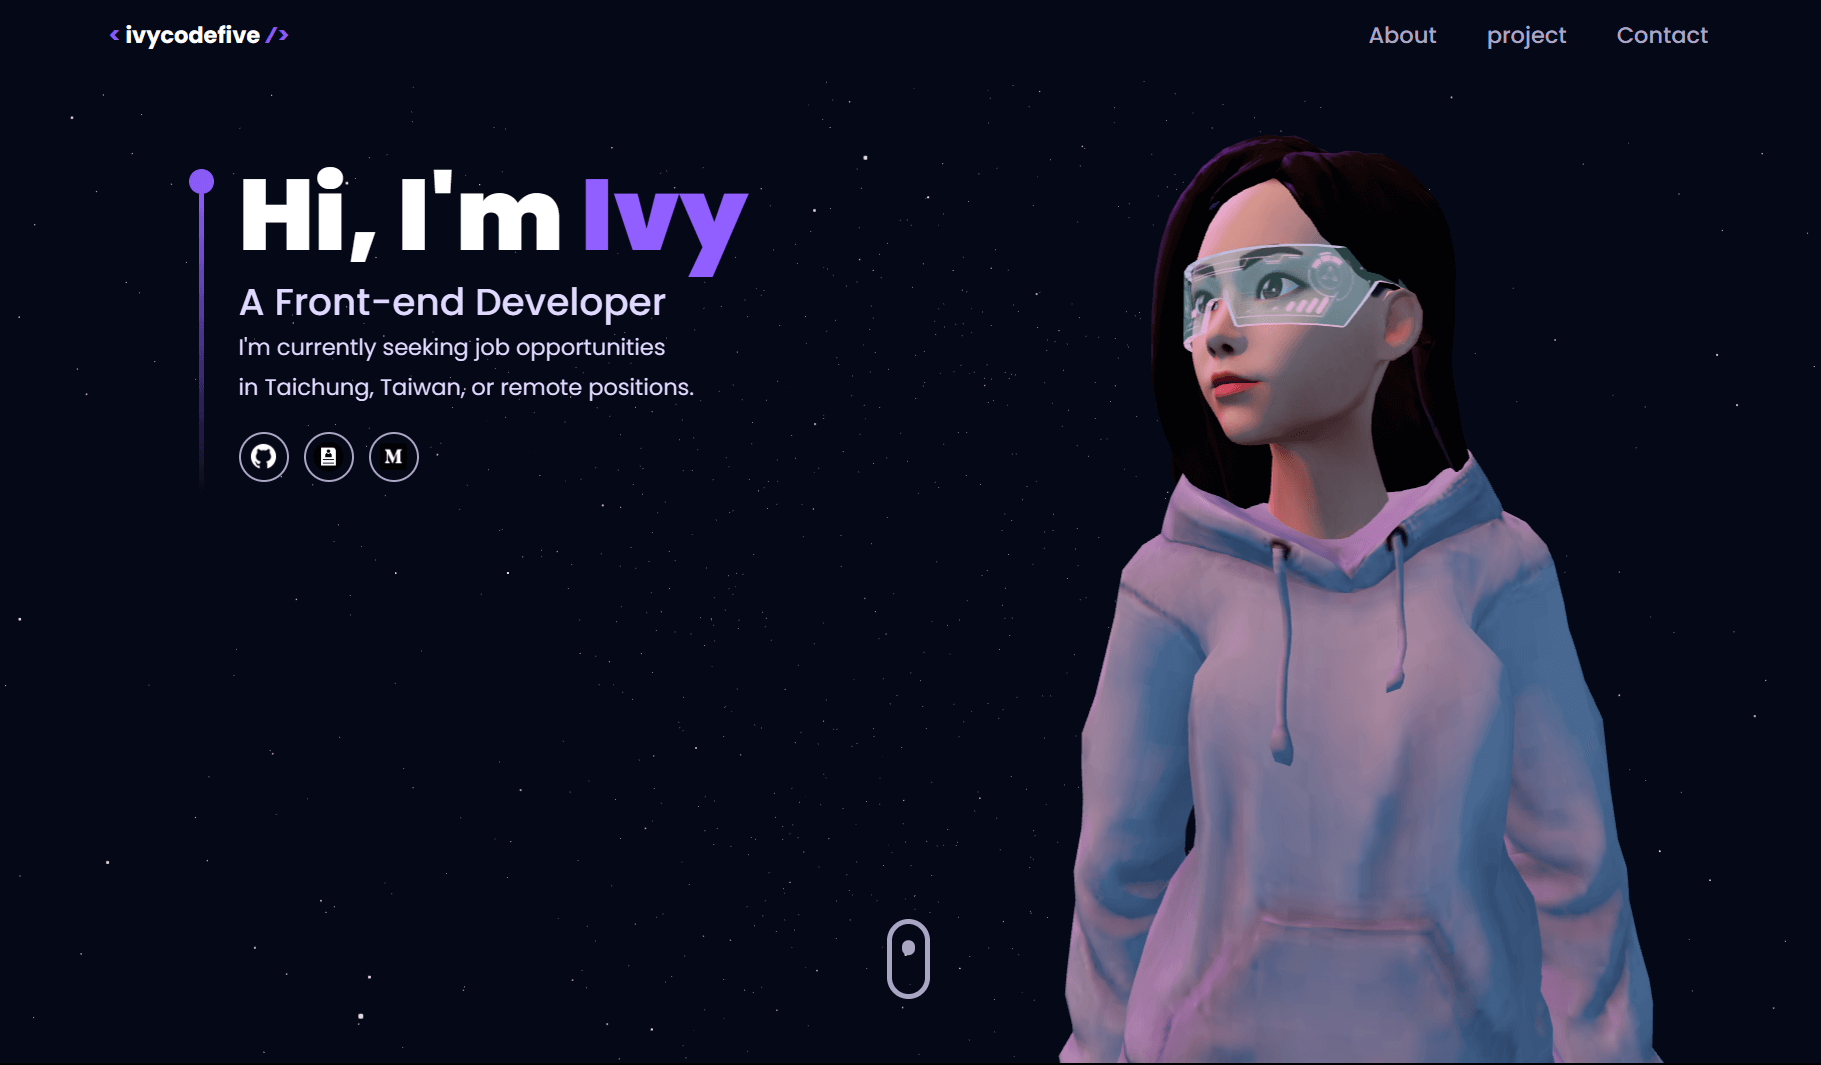 < ivycodefive />
About project Contact
Hi, I'm Ivy
A Front-end Developer
I'm currently seeking job opportunities
in Taichung, Taiwan, or remote positions.
M